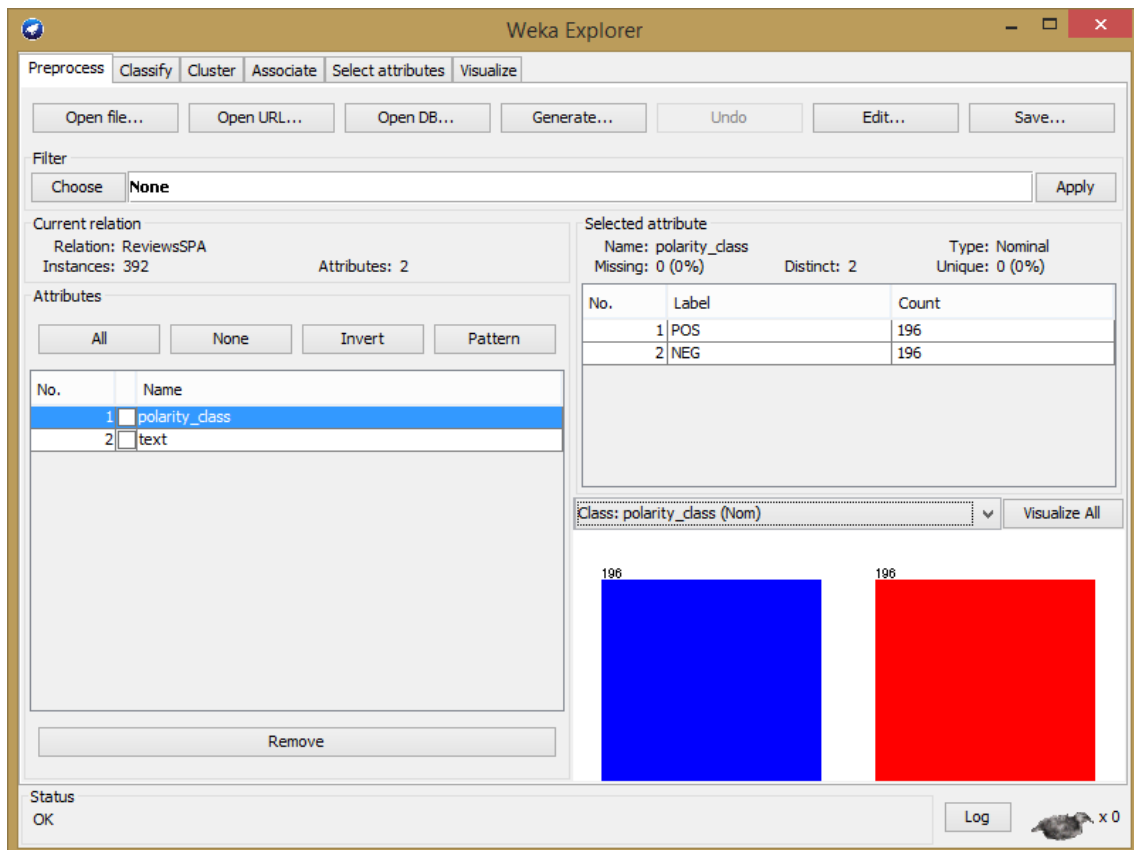 Weka Explorer
Preprocess Classify Cluster Associate Select attributes Visualize
Open file... Open URL... Open DB... Generate... Undo Edit... Save...
Filter
Choose None Apply
Current relation
Relation: ReviewsSPA
Instances: 392 Attributes: 2
Attributes
All None Invert Pattern
No. Name
1 polarity_class
2 text
Remove
Selected attribute
Name: polarity_class Type: Nominal
Missing: 0 (0%) Distinct: 2 Unique: 0 (0%)
No. Label Count
1 POS 196
2 NEG 196
Class: polarity_class (Nom) Visualize All
196 196
Status
OK
Log x 0